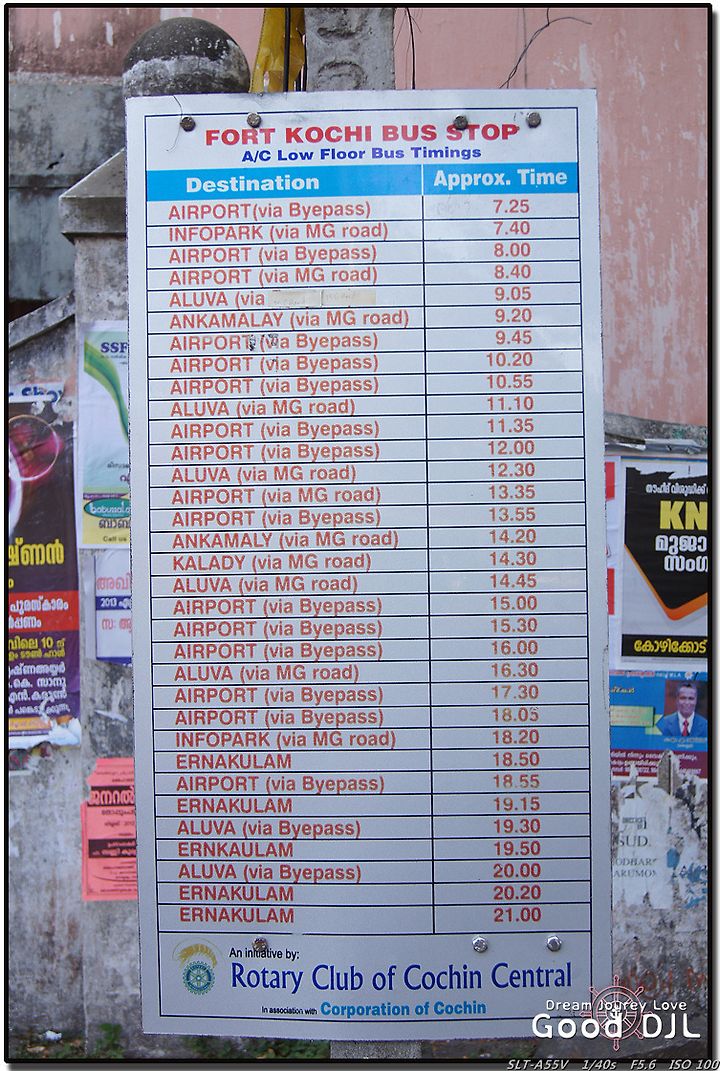 FORT KOCHI BUS STOP
A/C Low Floor Bus Timings
Destination Approx. Time
AIRPORT(via Byepass) 7.25
INFOPARK (via MG road) 7.40
AIRPORT (via Byepass) 8.00
AIRPORT (via MG road) 8.40
ALUVA (via 9.05
ANKAMALAY (via MG road) 9.20
AIRPORT (via Byepass) 9.45
AIRPORT (via Byepass) 10.20
AIRPORT (via Byepass) 10.55
ALUVA (via MG road) 11.10
AIRPORT (via Byepass) 11.35
AIRPORT (via Byepass) 12.00
ALUVA (via MG road) 12.30
AIRPORT (via MG road) 13.35
AIRPORT (via Byepass) 13.55
ANKAMALY (via MG road) 14.20
KALADY (via MG road) 14.30
ALUVA (via MG road) 14.45
AIRPORT (via Byepass) 15.00
AIRPORT (via Byepass) 15.30
AIRPORT (via Byepass) 16.00
ALUVA (via MG road) 16.30
AIRPORT (via Byepass) 17.30
AIRPORT (via Byepass) 18.05
INFOPARK (via MG road) 18.20
ERNAKULAM 18.50
AIRPORT (via Byepass) 18.55
ERNAKULAM 19.15
ALUVA (via Byepass) 19.30
ERNKAULAM 19.50
ALUVA (via Byepass) 20.00
ERNAKULAM 20.20
ERNAKULAM 21.00
An initiative by:
Rotary Club of Cochin Central
In association with Corporation of Cochin
SSF
2013
KN
മുജാ
സംഗ
കോഴിക്കോട്
SUD.
Dream Jourey Love
Good DJL
SLT-A55V 1/40s F5.6 ISO 100